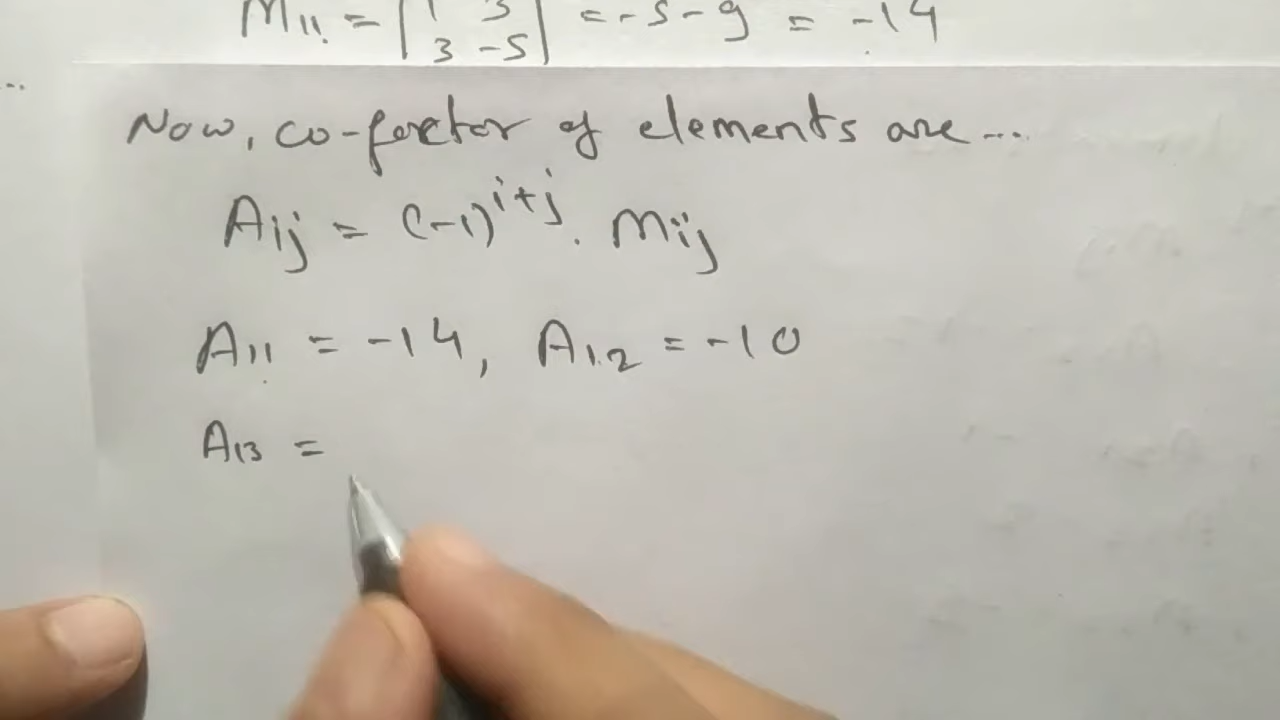 M11 = |1 3 3 -5| = -5 - 9 = -14
Now, co-factor of elements are ...
Aij = (-1)^i+j . Mij
A11 = -14, A12 = -10
A13 =